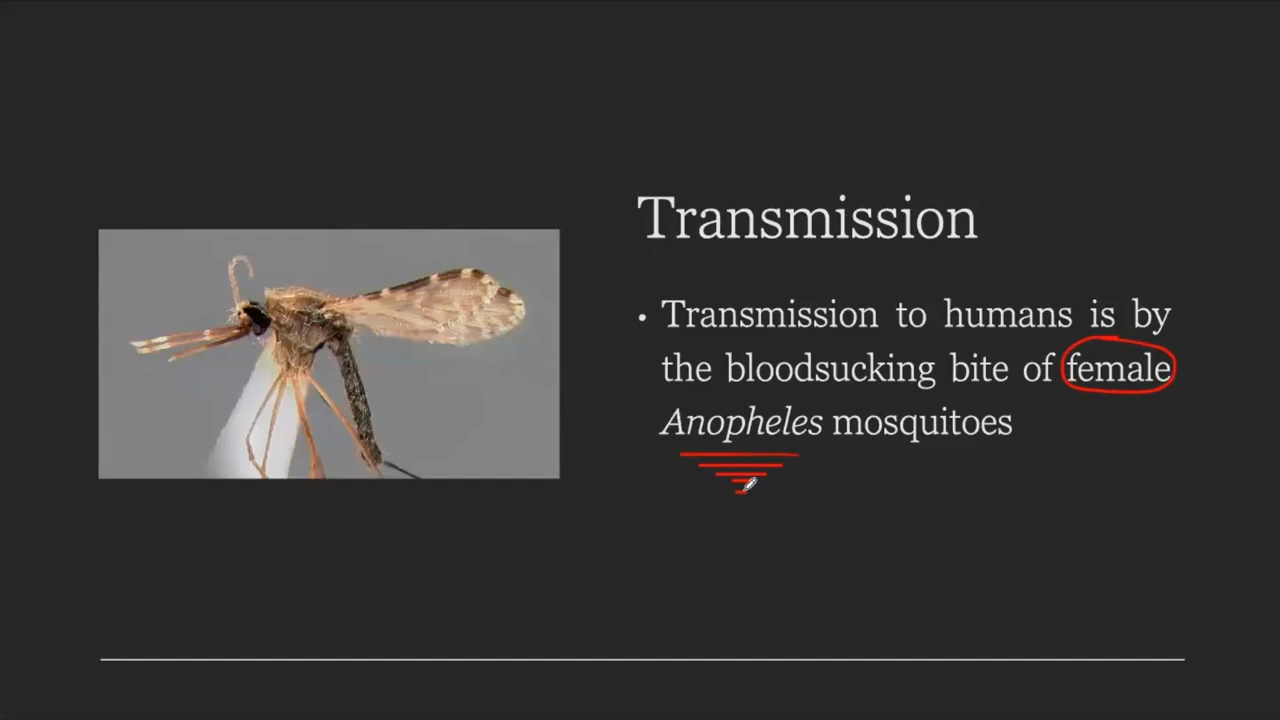 Transmission
• Transmission to humans is by
the bloodsucking bite of female
Anopheles mosquitoes